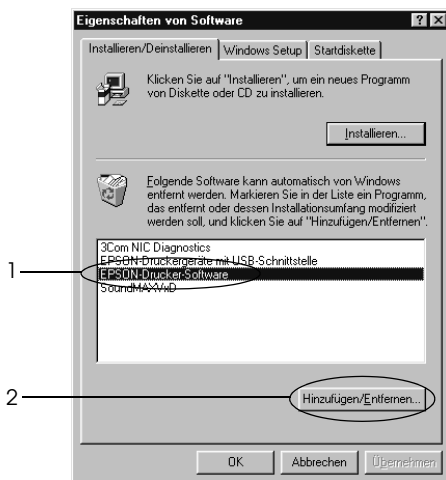 Eigenschaften von Software
Installieren/Deinstallieren Windows Setup Startdiskette
Klicken Sie auf "Installieren", um ein neues Programm
von Diskette oder CD zu installieren.
Installieren...
Folgende Software kann automatisch von Windows
entfernt werden. Markieren Sie in der Liste ein Programm,
das entfernt oder dessen Installationsumfang modifiziert
werden soll, und klicken Sie auf "Hinzufügen/Entfernen".
3Com NIC Diagnostics
EPSON-Druckergeräte mit USB-Schnittstelle
1
EPSON-Drucker-Software
SoundMAXVxD
2
Hinzufügen/Entfernen...
OK Abbrechen Übernehmen